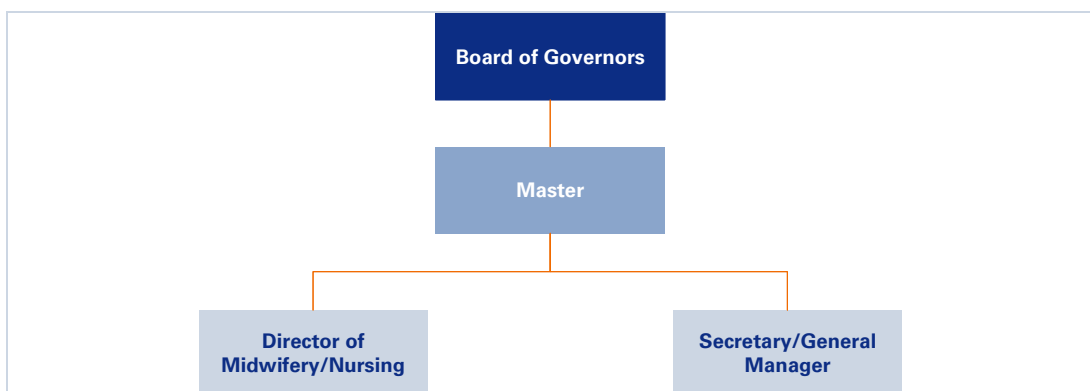 Board of Governors
Master
Director of
Midwifery/Nursing
Secretary/General
Manager